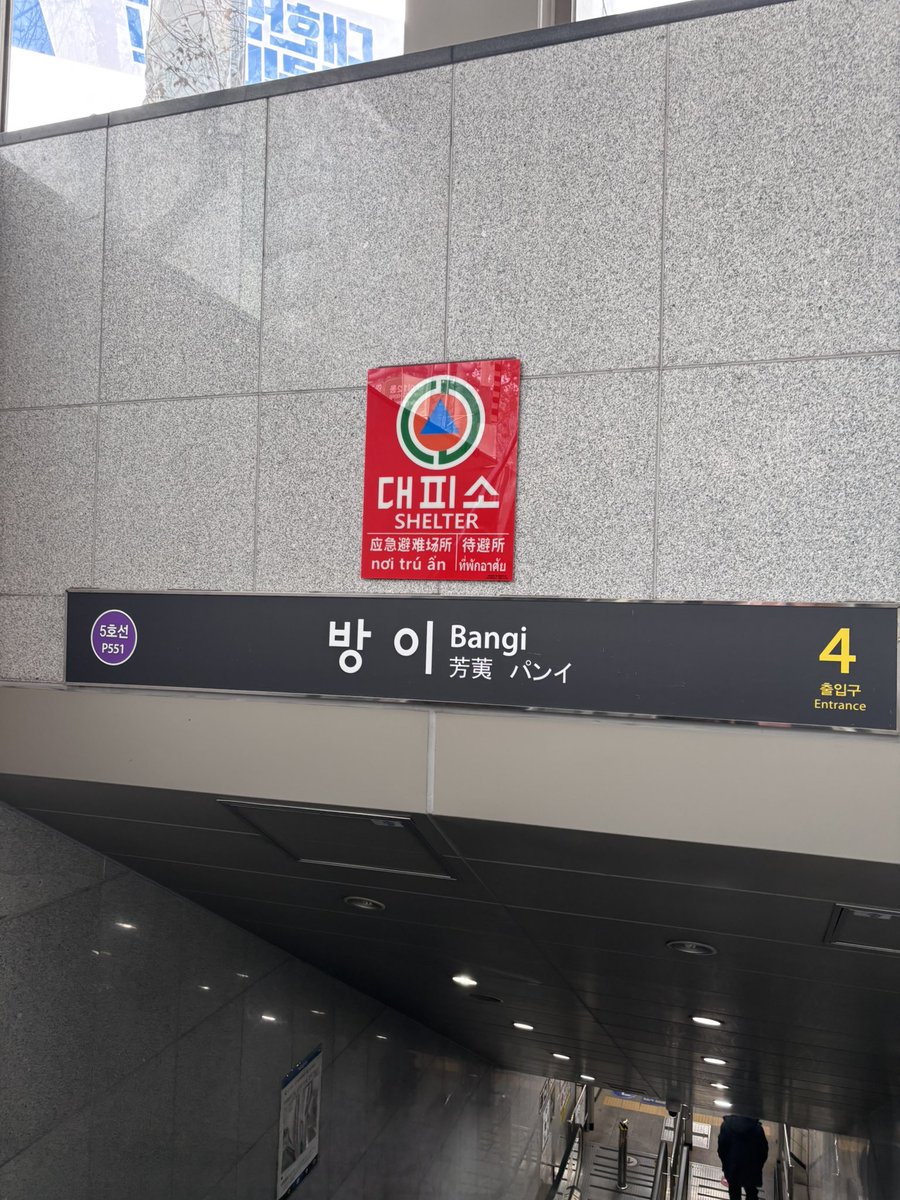 대피소
SHELTER
应急避难场所 待避所
nơi trú ẩn ที่พักอาศัย
5호선
P551
방이 Bangi
芳荑 パンイ
4
출입구
Entrance